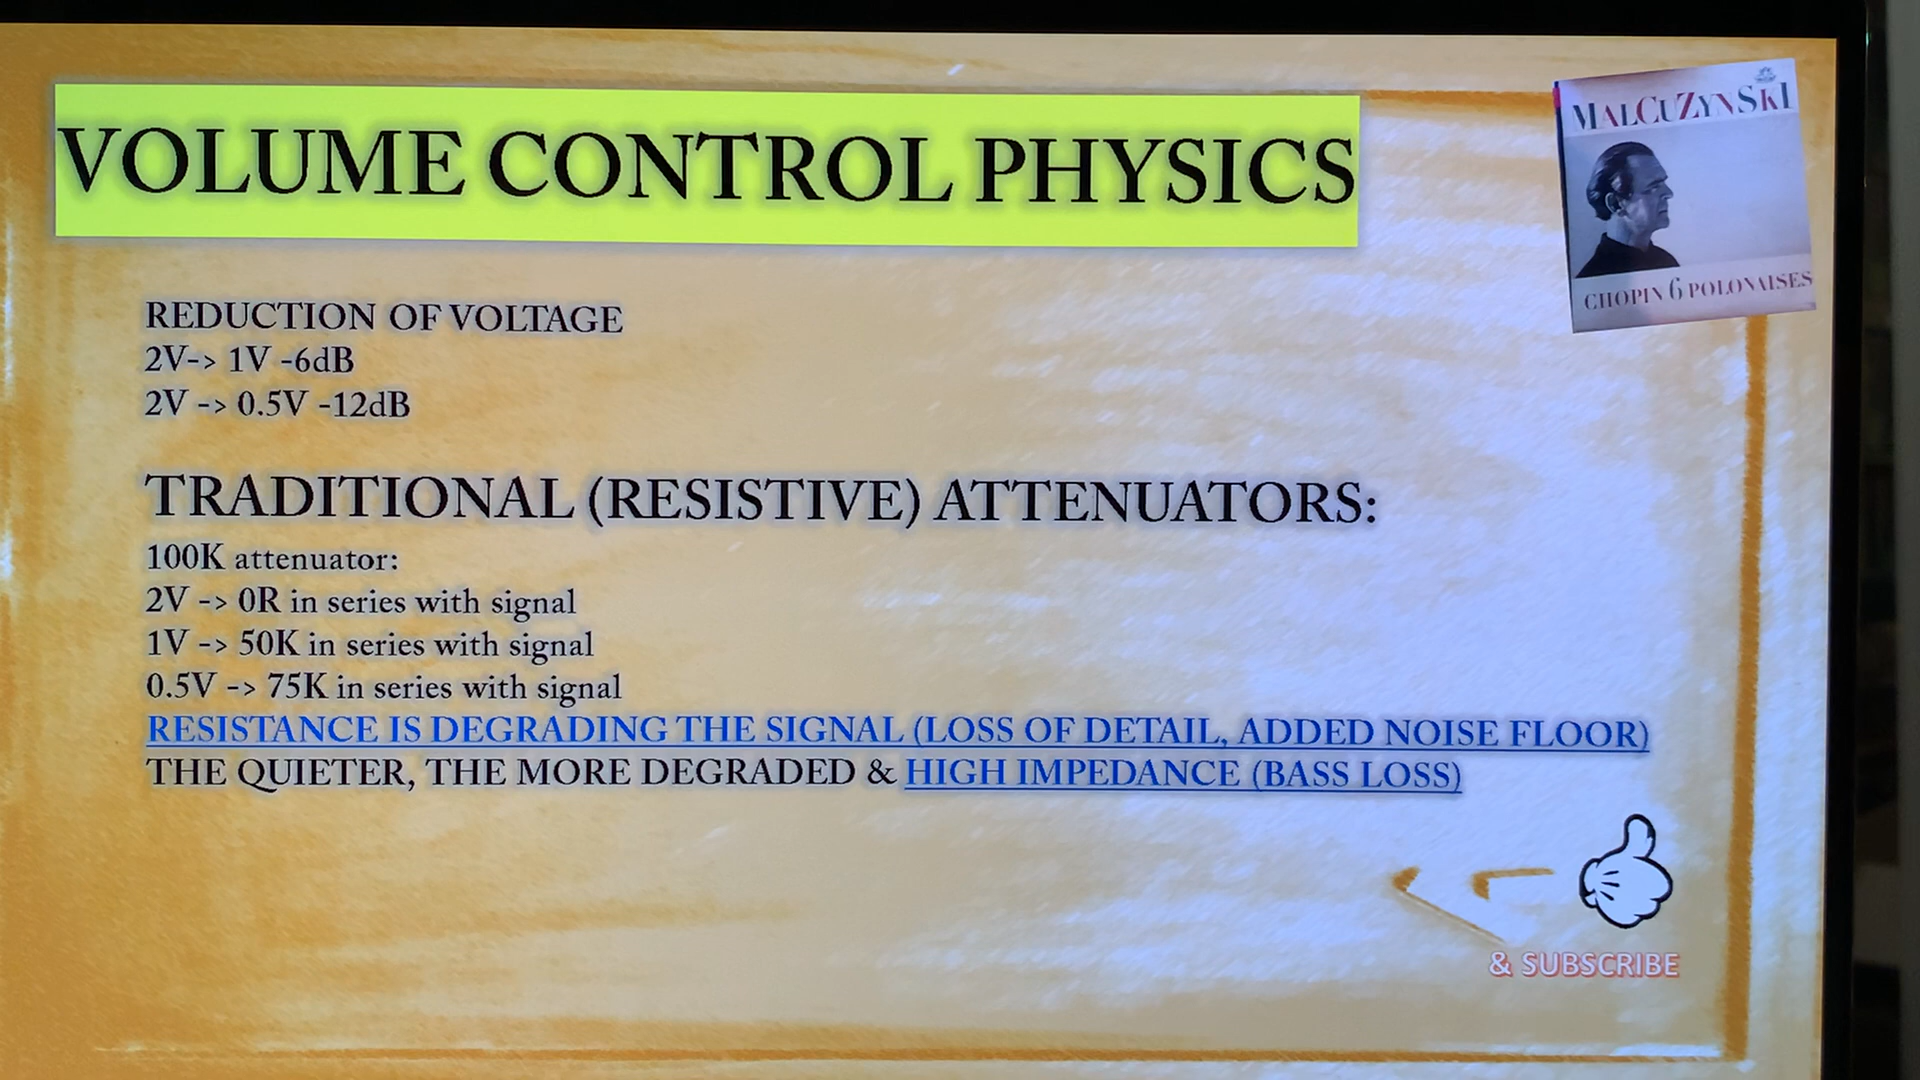 VOLUME CONTROL PHYSICS
MALCUZYNSKI
CHOPIN 6 POLONAISES
REDUCTION OF VOLTAGE
2V-> 1V -6dB
2V -> 0.5V -12dB
TRADITIONAL (RESISTIVE) ATTENUATORS:
100K attenuator:
2V -> 0R in series with signal
1V -> 50K in series with signal
0.5V -> 75K in series with signal
RESISTANCE IS DEGRADING THE SIGNAL (LOSS OF DETAIL, ADDED NOISE FLOOR)
THE QUIETER, THE MORE DEGRADED & HIGH IMPEDANCE (BASS LOSS)
& SUBSCRIBE